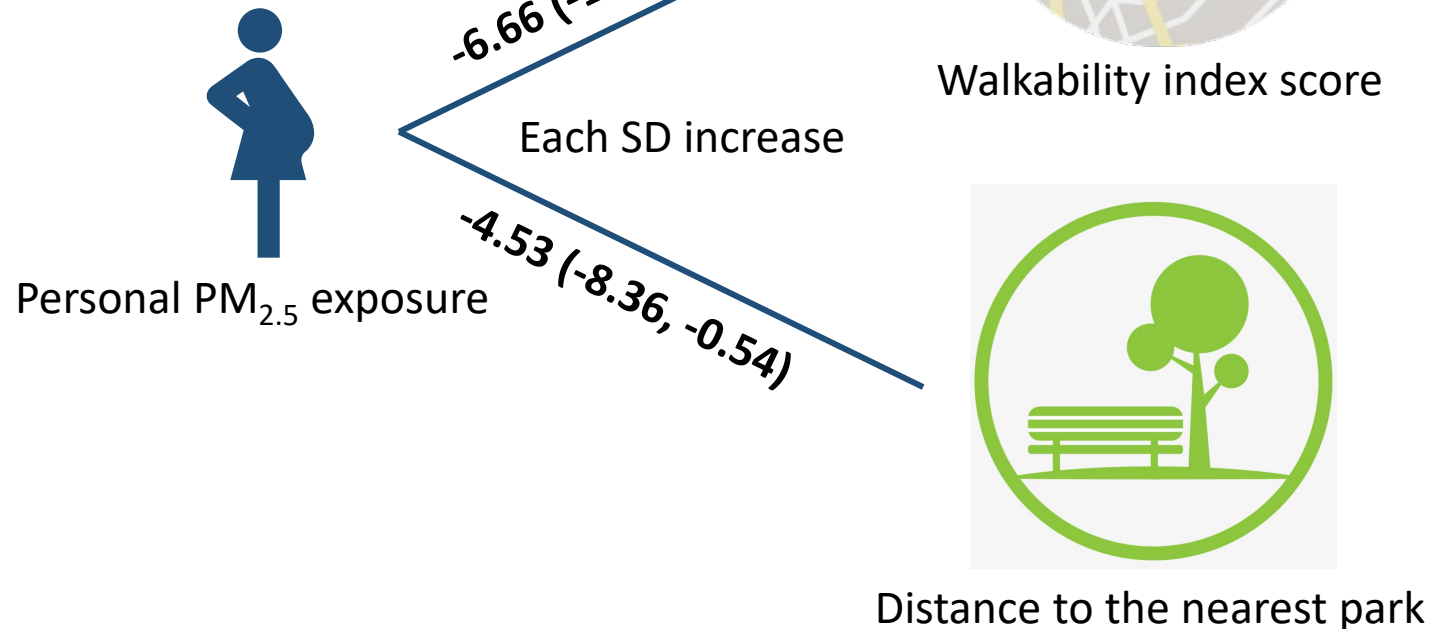 -6.66 (-
Walkability index score
Each SD increase
-4.53 (-8.36, -0.54)
Personal PM₂.₅ exposure
Distance to the nearest park